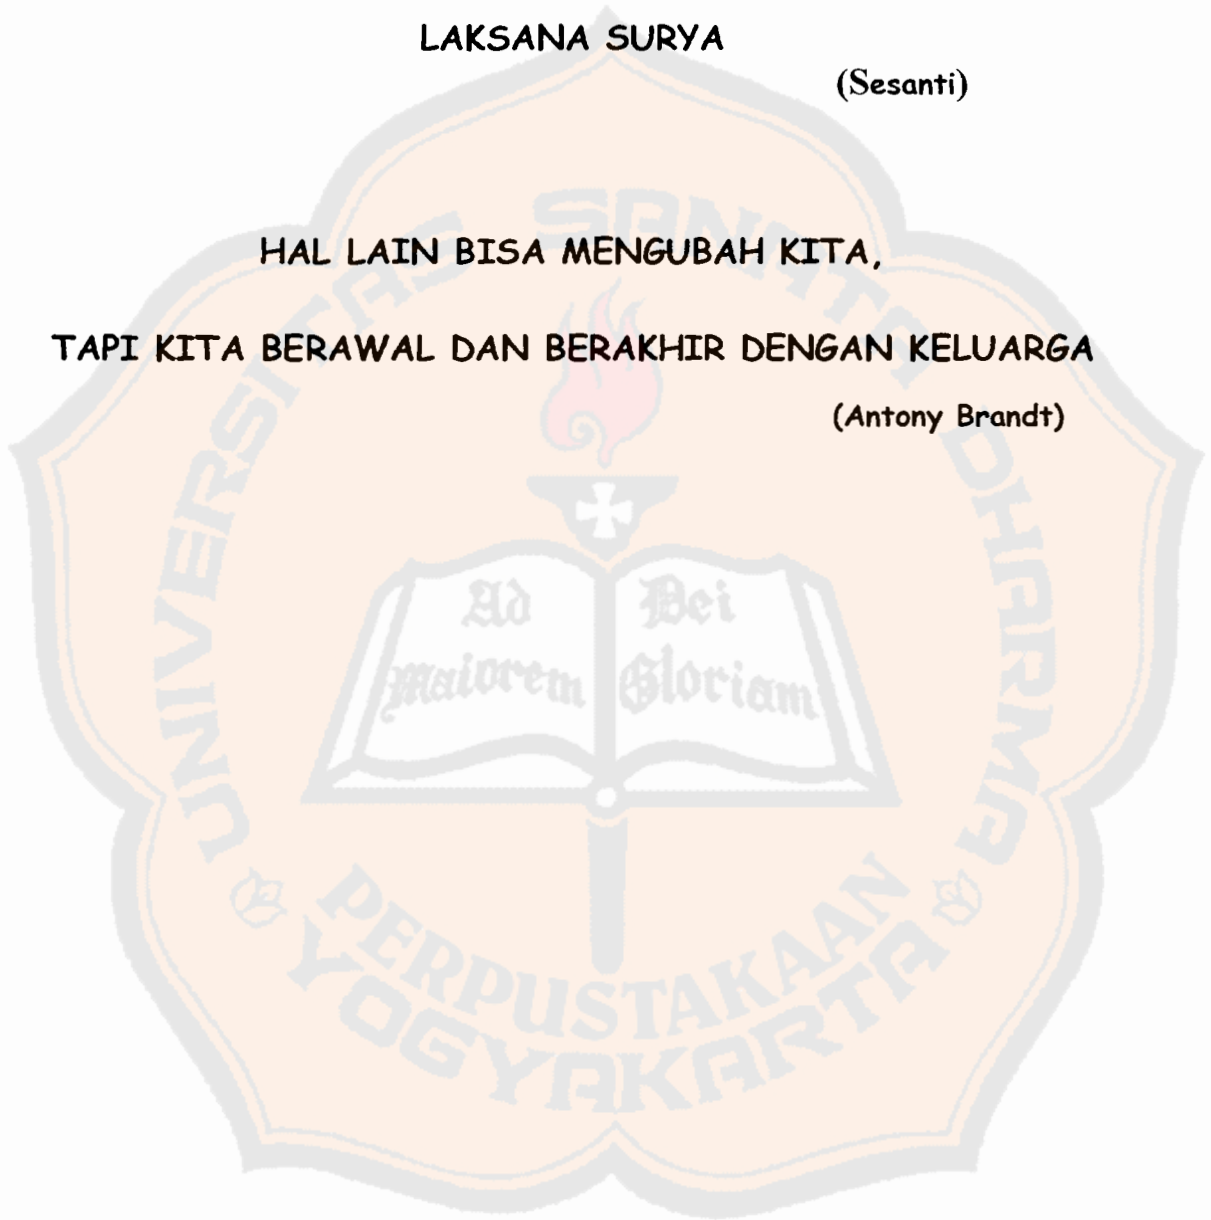 LAKSANA SURYA
(Sesanti)
HAL LAIN BISA MENGUBAH KITA,
TAPI KITA BERAWAL DAN BERAKHIR DENGAN KELUARGA
(Antony Brandt)
UNIVERSITAS SANATA DHARMA
Ad Dei
Maiorem Gloriam
PERPUSTAKAAN
YOGYAKARTA